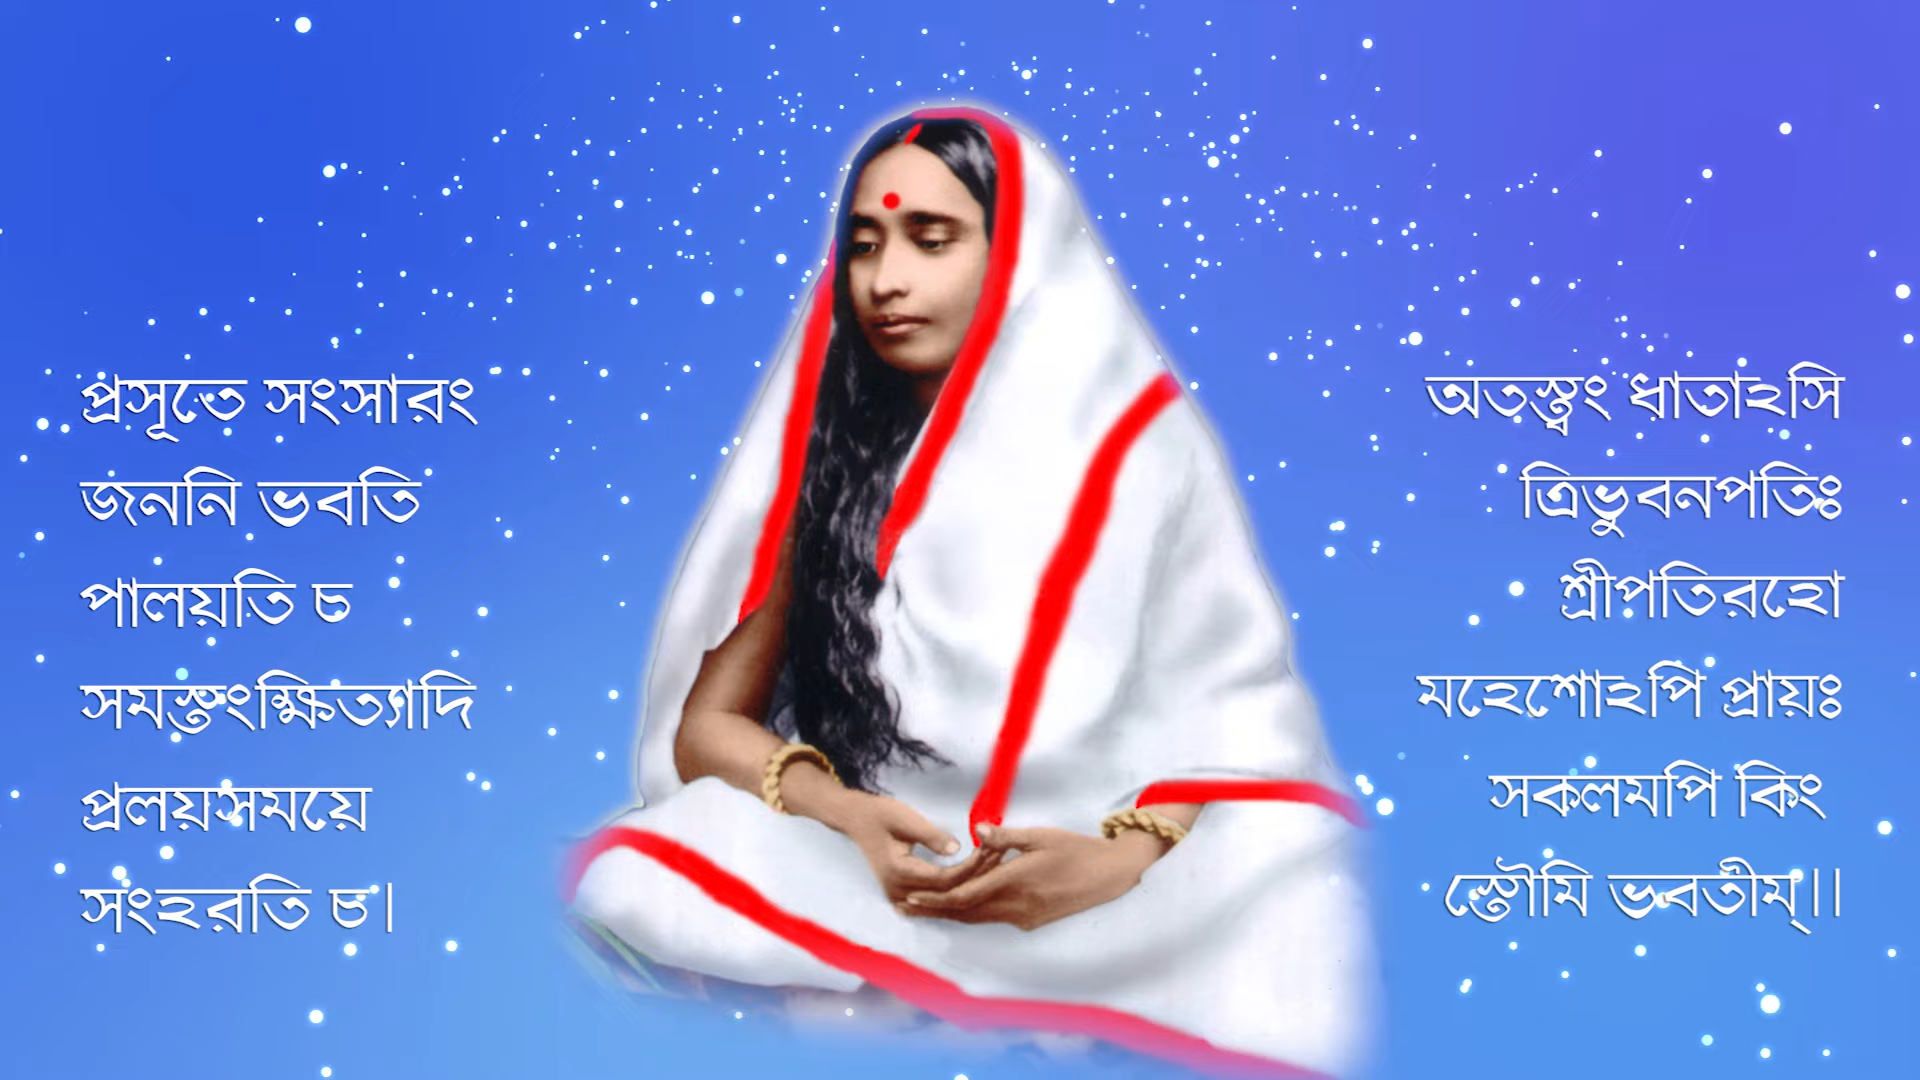 প্রসূতে সংসারং
জননি ভবতি
পালয়তি চ
সমস্তংক্ষিত্যাদি
প্রলয়সময়ে
সংহরতি চ।
অতস্ত্বং ধাতাঽসি
ত্রিভুবনপতিঃ
শ্রীপতিরহো
মহেশোঽপি প্রায়ঃ
সকলমপি কিং
স্তৌমি ভবতীম্।।